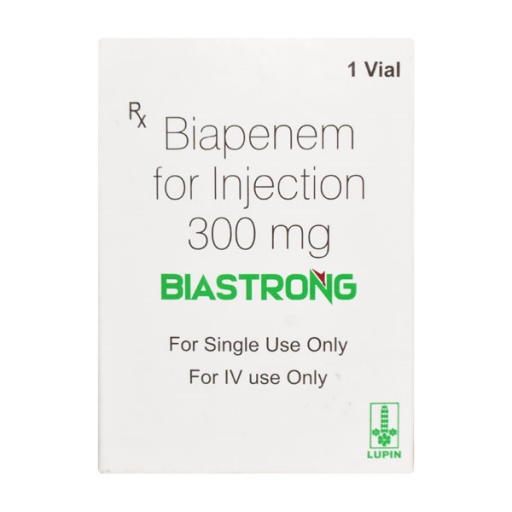 1 Vial
Rx Biapenem
for Injection
300 mg
BIASTRONG
For Single Use Only
For IV use Only
LUPIN